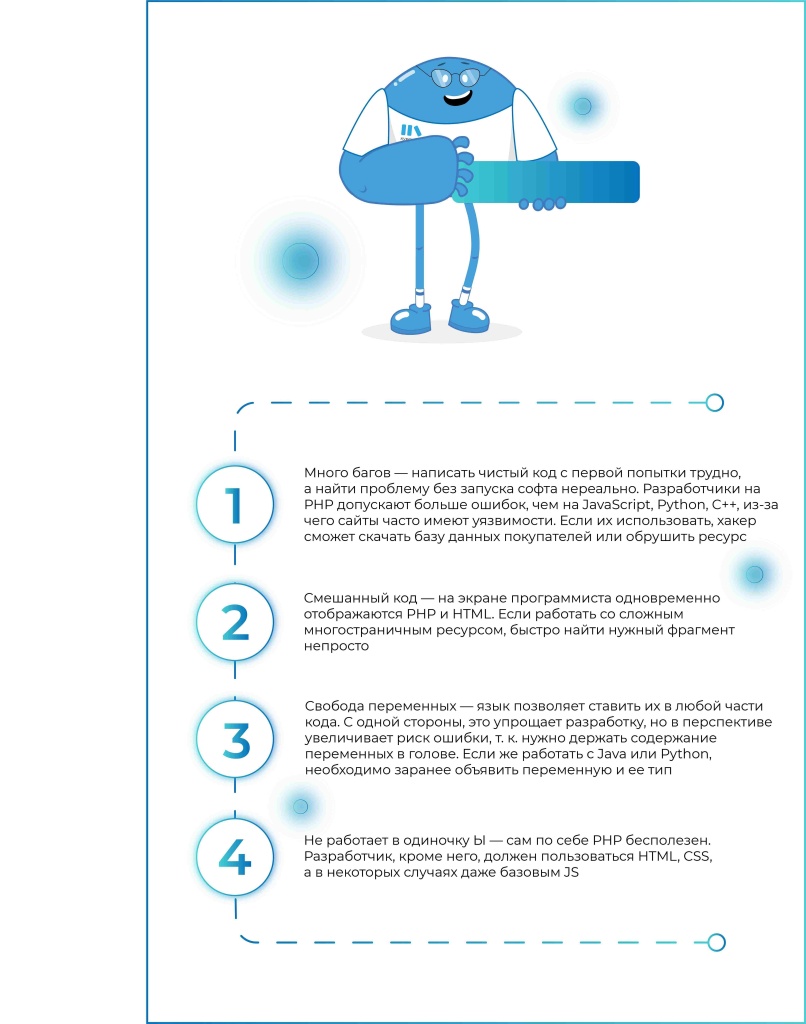 1
Много багов — написать чистый код с первой попытки трудно,
а найти проблему без запуска софта нереально. Разработчики на
PHP допускают больше ошибок, чем на JavaScript, Python, C++, из-за
чего сайты часто имеют уязвимости. Если их использовать, хакер
сможет скачать базу данных покупателей или обрушить ресурс
2
Смешанный код — на экране программиста одновременно
отображаются PHP и HTML. Если работать со сложным
многостраничным ресурсом, быстро найти нужный фрагмент
непросто
3
Свобода переменных — язык позволяет ставить их в любой части
кода. С одной стороны, это упрощает разработку, но в перспективе
увеличивает риск ошибки, т. к. нужно держать содержание
переменных в голове. Если же работать с Java или Python,
необходимо заранее объявить переменную и ее тип
4
Не работает в одиночку Ы — сам по себе PHP бесполезен.
Разработчик, кроме него, должен пользоваться HTML, CSS,
а в некоторых случаях даже базовым JS